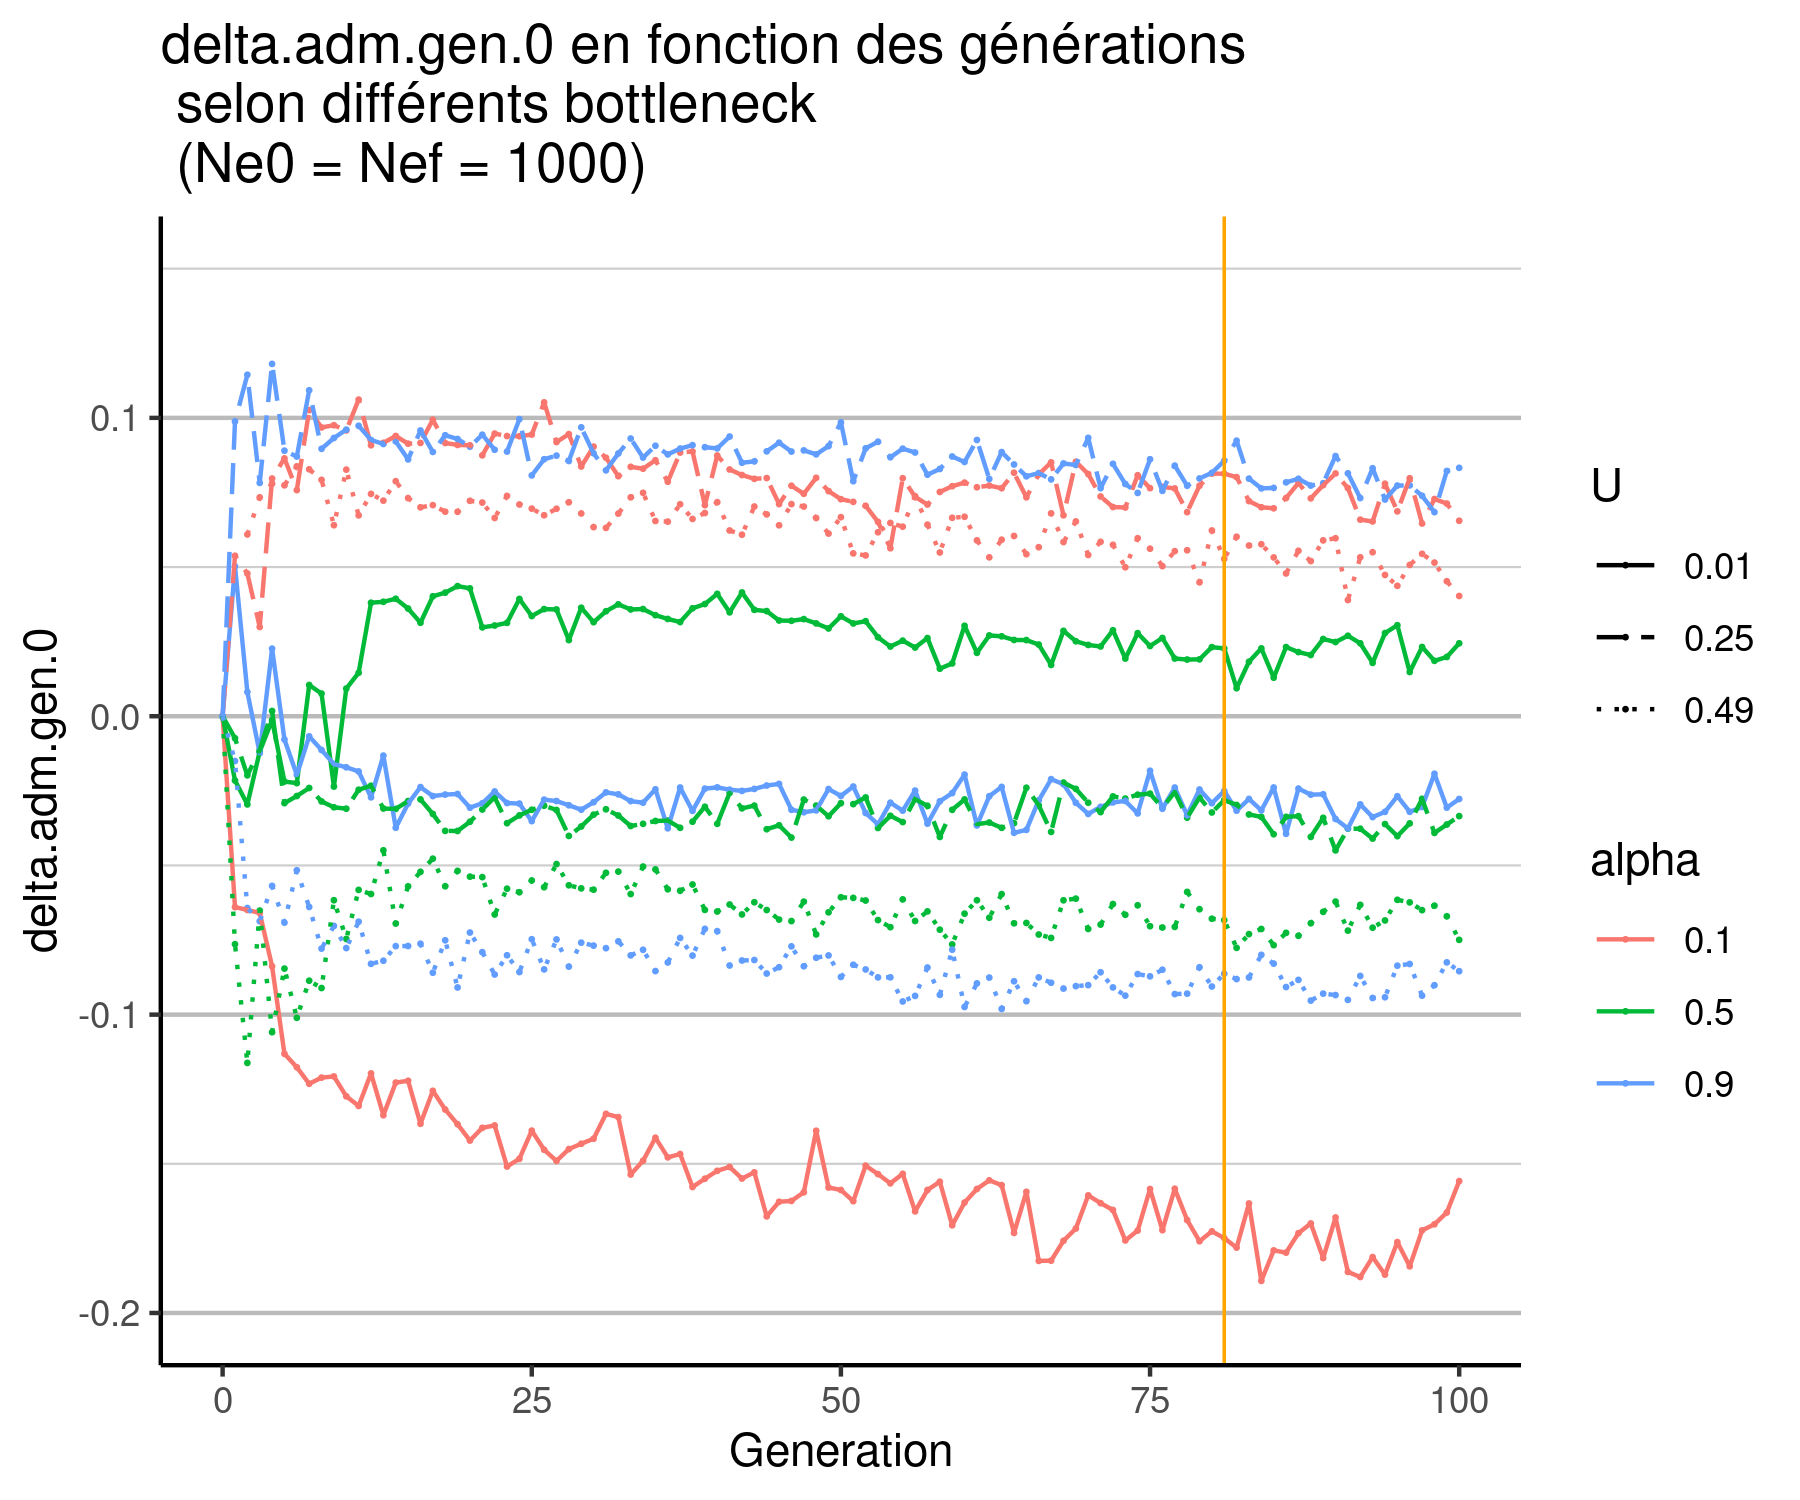 delta.adm.gen.0 en fonction des générations
selon différents bottleneck
(Ne0 = Nef = 1000)
delta.adm.gen.0
0.1
0.0
-0.1
-0.2
0
25
50
75
100
Generation
U
0.01
0.25
0.49
alpha
0.1
0.5
0.9